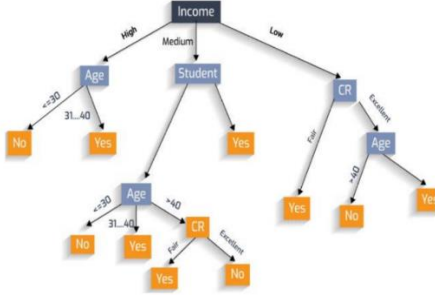 Income
High
Medium
Low
Age
Student
CR
<=30
31...40
Fair
Excellent
No
Yes
Yes
Age
Age
<=30
31...40
>40
CR
Yes
>40
No
Yes
No
Yes
Fair
Excellent
Yes
No